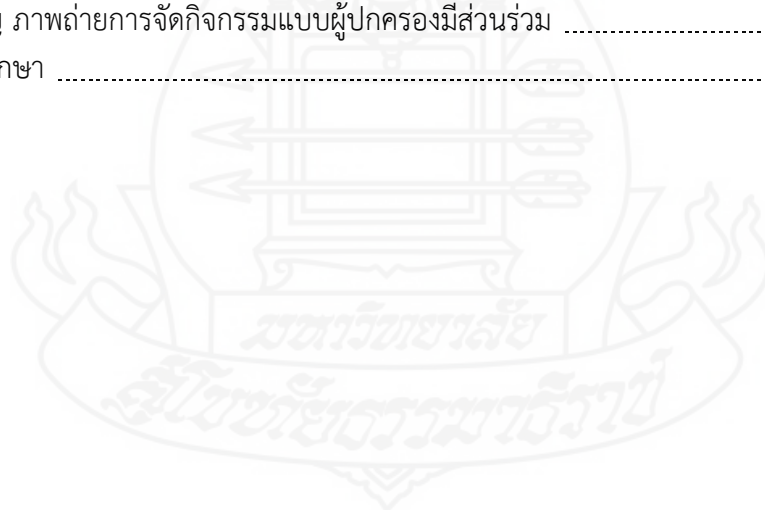 ภาพถ่ายการจัดกิจกรรมแบบผู้ปกครองมีส่วนร่วม
กษา
มหาวิทยาลัย
สุโขทัยธรรมาธิราช